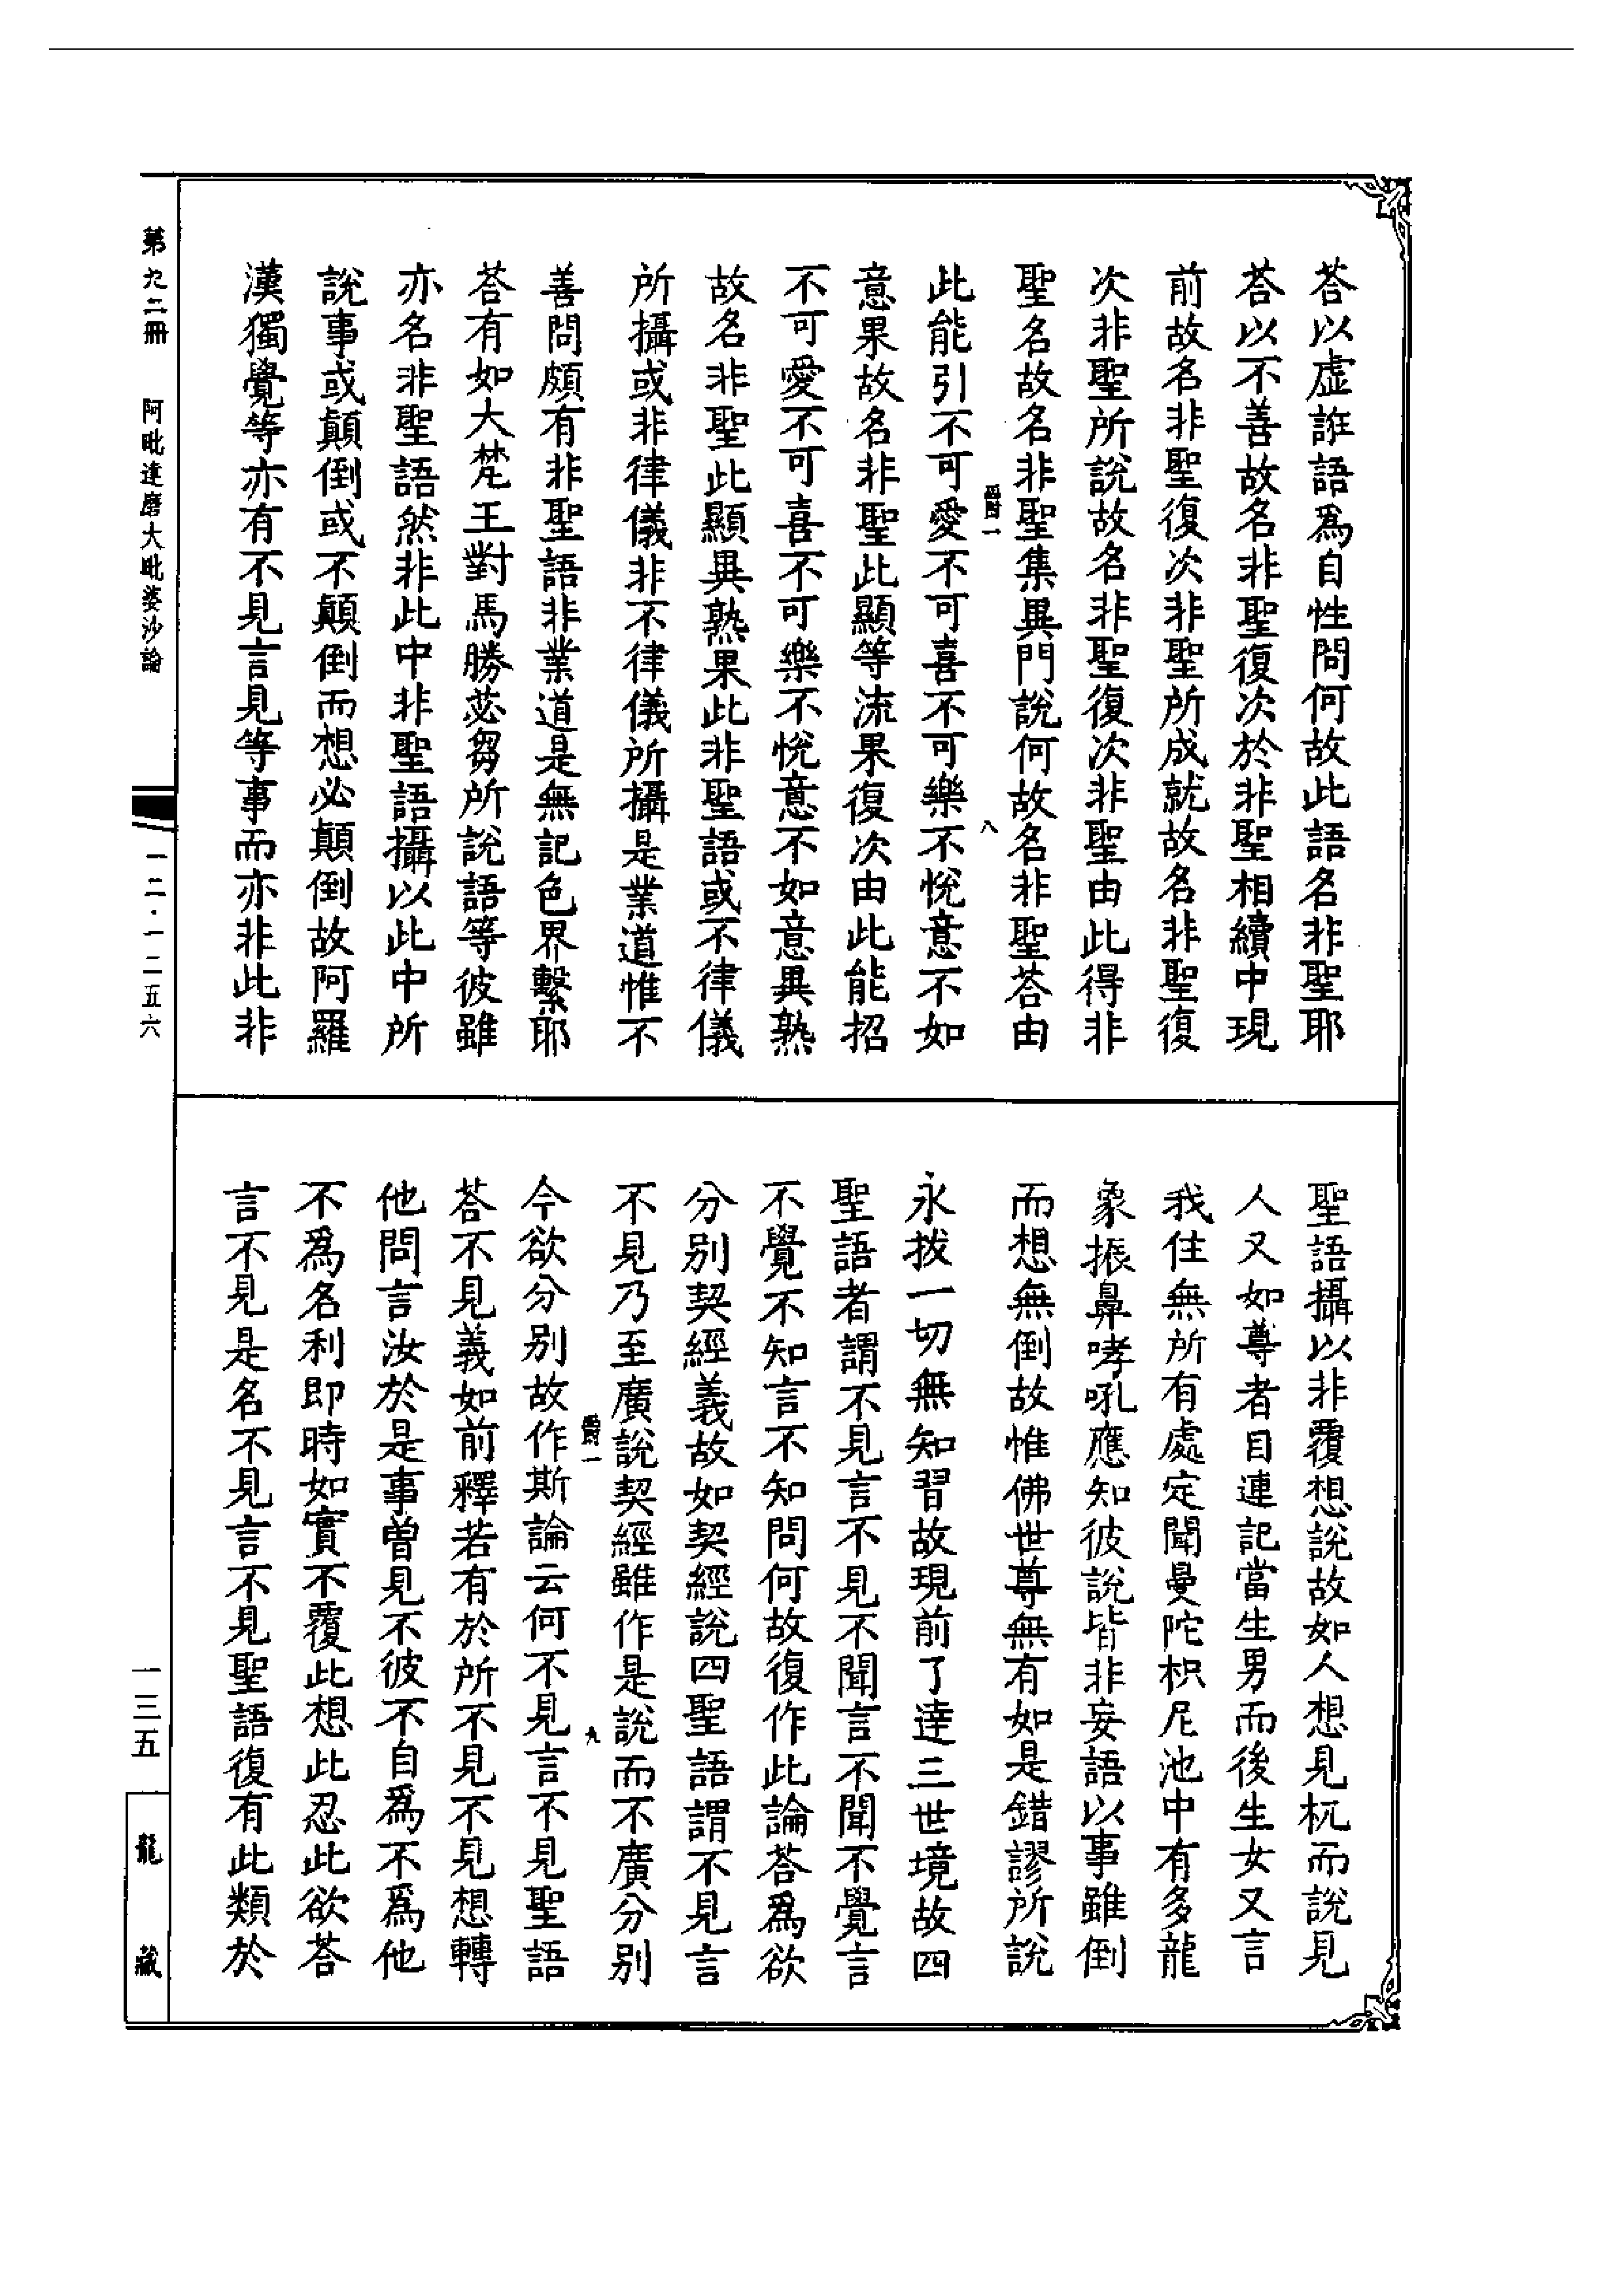 答以虛誑語爲自性問何故此語名非聖耶
答以不善故名非聖復次於非聖相續中現
前故名非聖復次非聖所成就故名非聖復
次非聖所說故名非聖復次非聖由此得非
聖名故名非聖集異門說何故名非聖答由
爵一
八
此能引不可愛不可喜不可樂不悅意不如
意果故名非聖此顯等流果復次由此能招
不可愛不可喜不可樂不悅意不如意異熟
故名非聖此顯異熟果此非聖語或不律儀
所攝或非律儀非不律儀所攝是業道惟不
善問頗有非聖語非業道是無記色界繫耶
答有如大梵王對馬勝苾芻所說語等彼雖
亦名非聖語然非此中非聖語攝以此中所
說事或顛倒或不顛倒而想必顛倒故阿羅
漢獨覺等亦有不見言見等事而亦非此非
聖語攝以非覆想說故如人想見杌而說見
人又如尊者目連記當生男而後生女又言
我住無所有處定聞曼陀枳尼池中有多龍
象振鼻哮吼應知彼說皆非妄語以事雖倒
而想無倒故惟佛世尊無有如是錯謬所說
永拔一切無知習故現前了達三世境故四
聖語者謂不見言不見不聞言不聞不覺言
不覺不知言不知問何故復作此論答爲欲
分別契經義故如契經說四聖語謂不見言
不見乃至廣說契經雖作是說而不廣分別
爵一
九
今欲分別故作斯論云何不見言不見聖語
答不見義如前釋若有於所不見不見想轉
他問言汝於是事曾見不彼不自爲不爲他
不爲名利即時如實不覆此想此忍此欲答
言不見是名不見言不見聖語復有此類於
第九二冊 阿毗達磨大毗婆沙論
一二·一二五六
一三五
龍藏